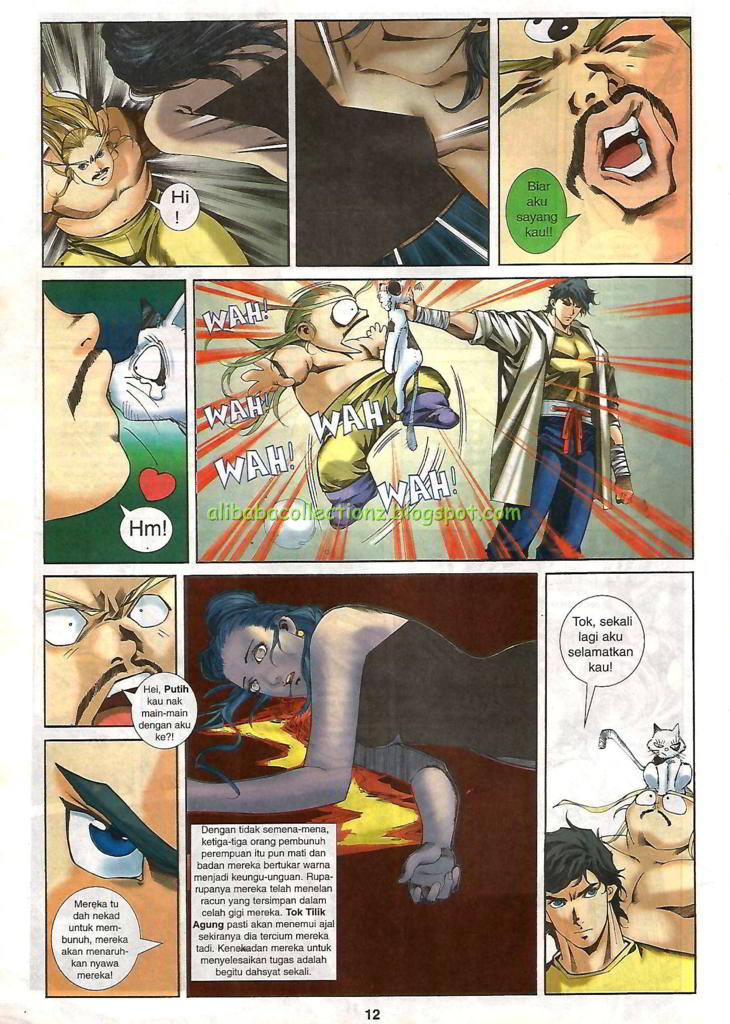 Hi
!
Biar
aku
sayang
kau!!
Hm!
WAH!
WAH!
WAH!
WAH!
WAH!
alibabacollectionz.blogspot.com
Hei, Putih
kau nak
main-main
dengan aku
ke?!
Mereka tu
dah nekad
untuk mem-
bunuh, mereka
akan menaruh-
kan nyawa
mereka!
Dengan tidak semena-mena,
ketiga-tiga orang pembunuh
perempuan itu pun mati dan
badan mereka bertukar warna
menjadi keungu-unguan. Rupa-
rupanya mereka telah menelan
racun yang tersimpan dalam
celah gigi mereka. Tok Tilik
Agung pasti akan menemui ajal
sekiranya dia tercium mereka
tadi. Kenekadan mereka untuk
menyelesaikan tugas adalah
begitu dahsyat sekali.
Tok, sekali
lagi aku
selamatkan
kau!
12